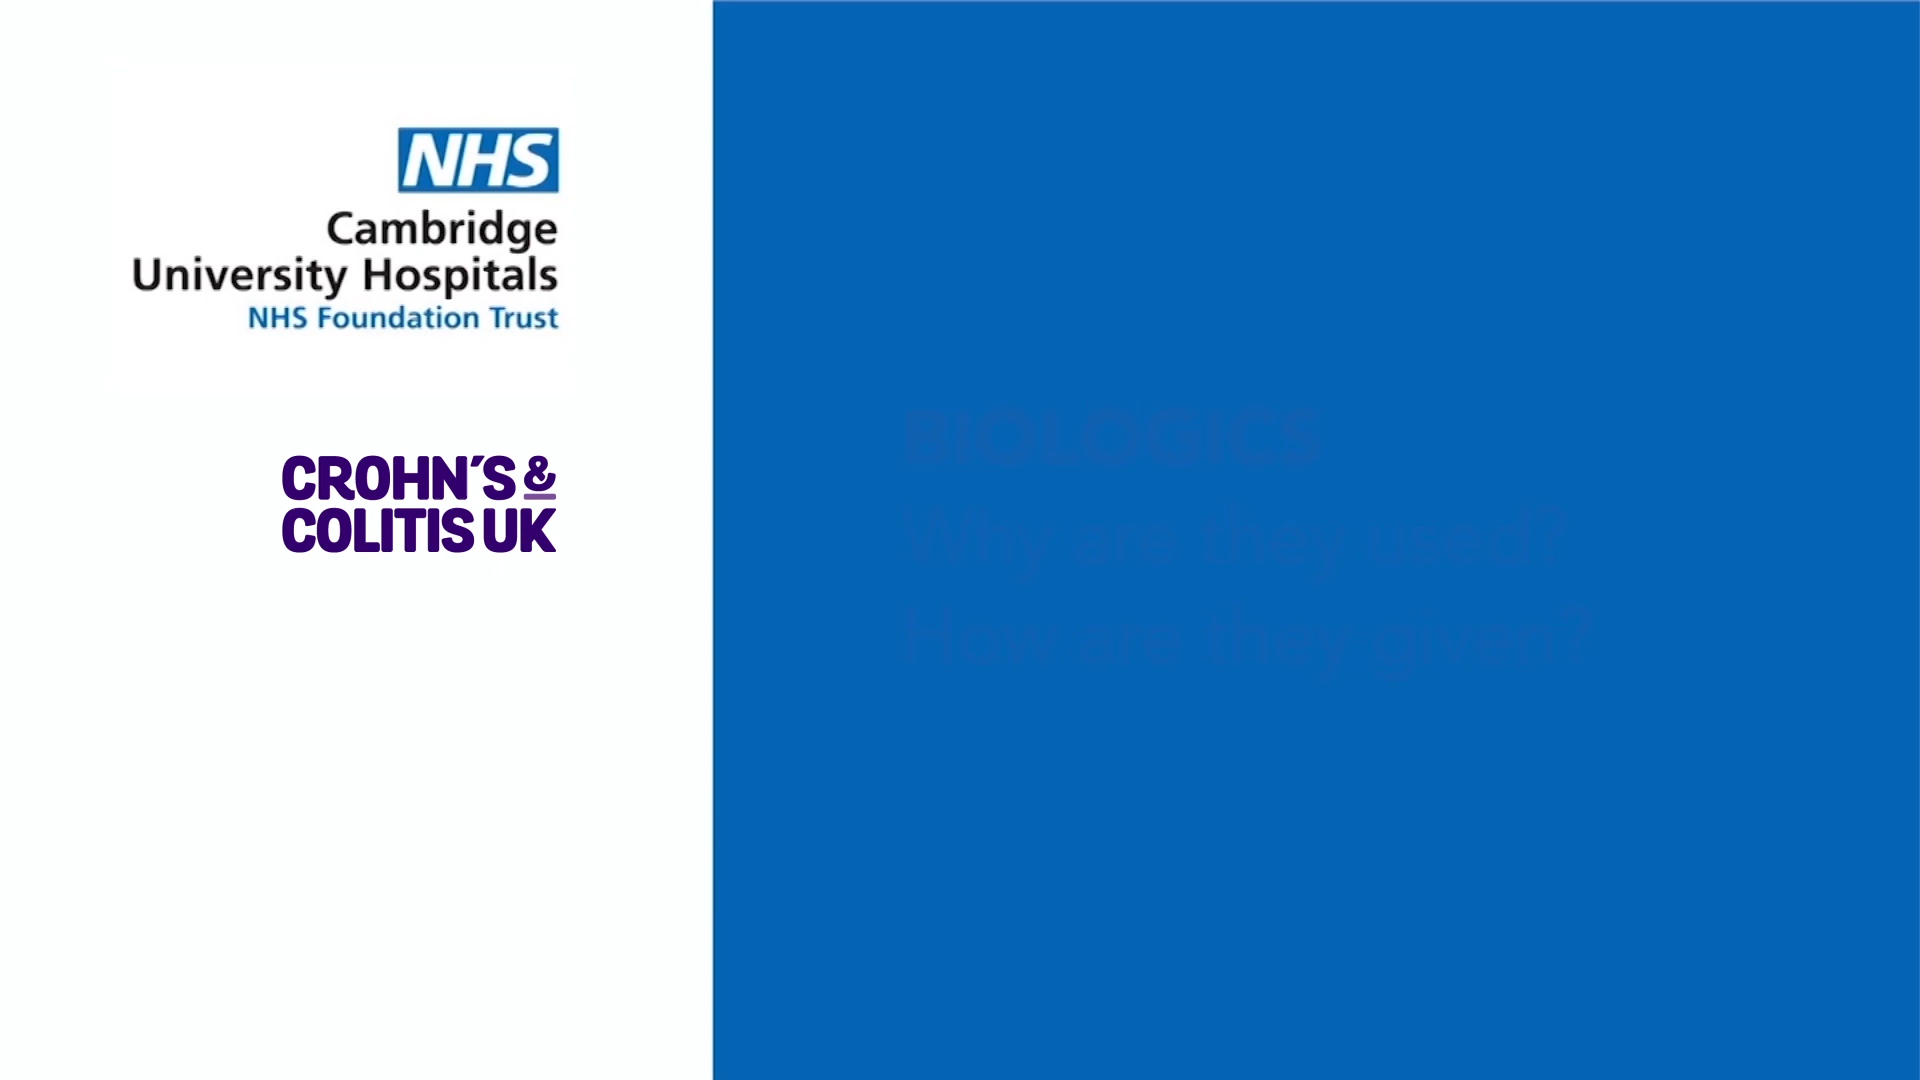 NHS
Cambridge
University Hospitals
NHS Foundation Trust
CROHN'S &
COLITIS UK
BIOLOGICS
Why are they used?
How are they given?